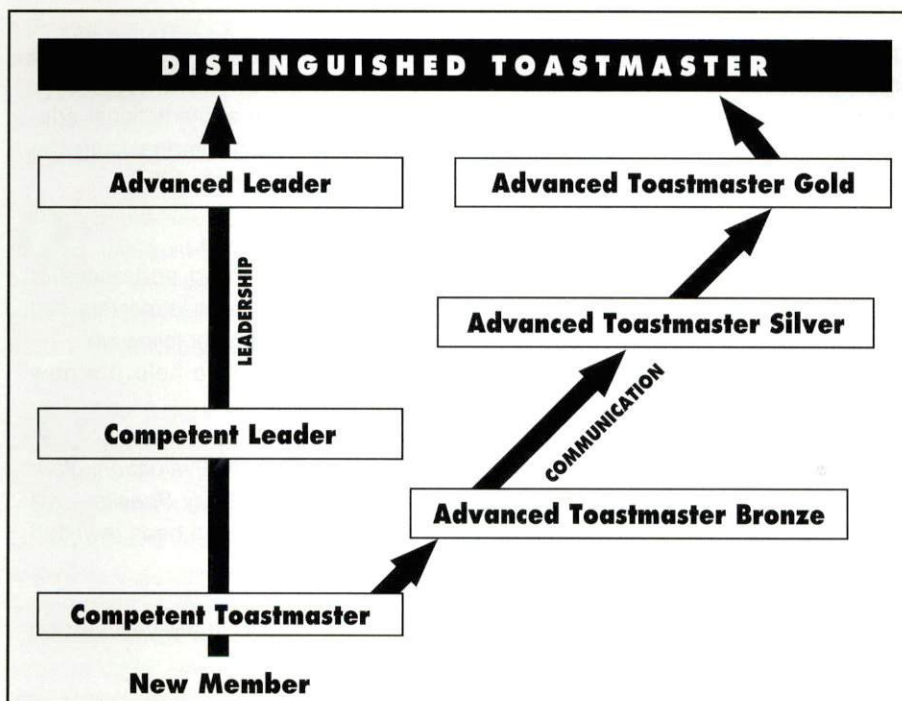 DISTINGUISHED TOASTMASTER
Advanced Leader
Advanced Toastmaster Gold
LEADERSHIP
Advanced Toastmaster Silver
COMMUNICATION
Competent Leader
Advanced Toastmaster Bronze
Competent Toastmaster
New Member